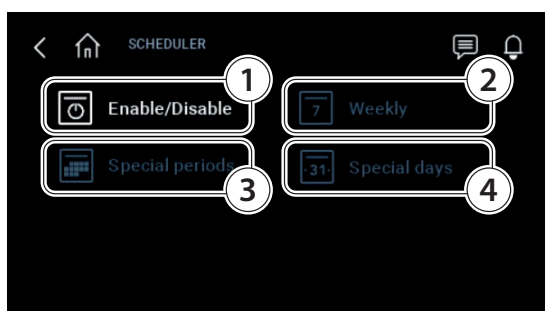 SCHEDULER
1
2
Enable/Disable
7
Weekly
Special periods
·31·
Special days
3
4